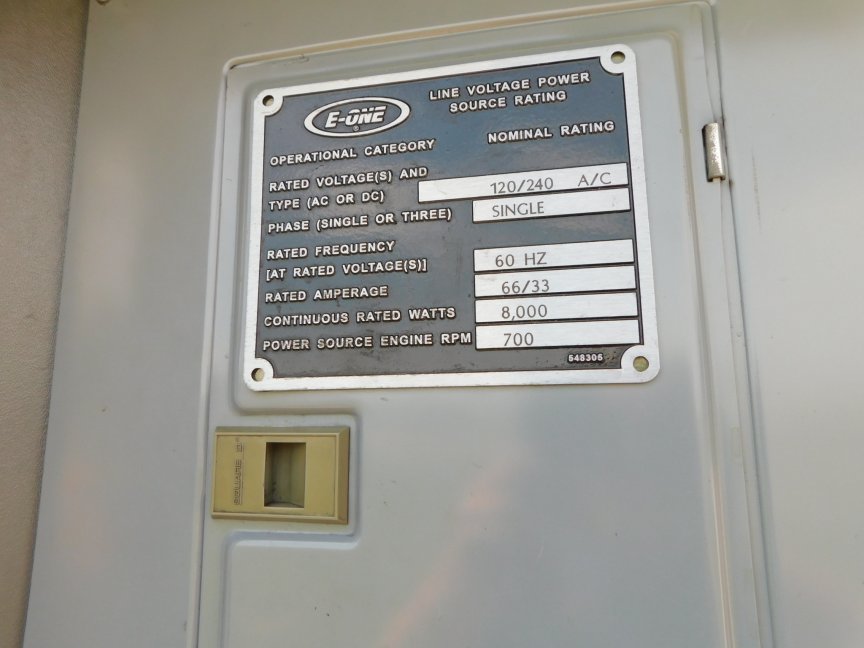 E-ONE
®
LINE VOLTAGE POWER
SOURCE RATING
OPERATIONAL CATEGORY NOMINAL RATING
RATED VOLTAGE(S) AND
TYPE (AC OR DC) 120/240 A/C
PHASE (SINGLE OR THREE) SINGLE
RATED FREQUENCY
[AT RATED VOLTAGE(S)] 60 HZ
RATED AMPERAGE 66/33
CONTINUOUS RATED WATTS 8,000
POWER SOURCE ENGINE RPM 700
548306
SQUARE D